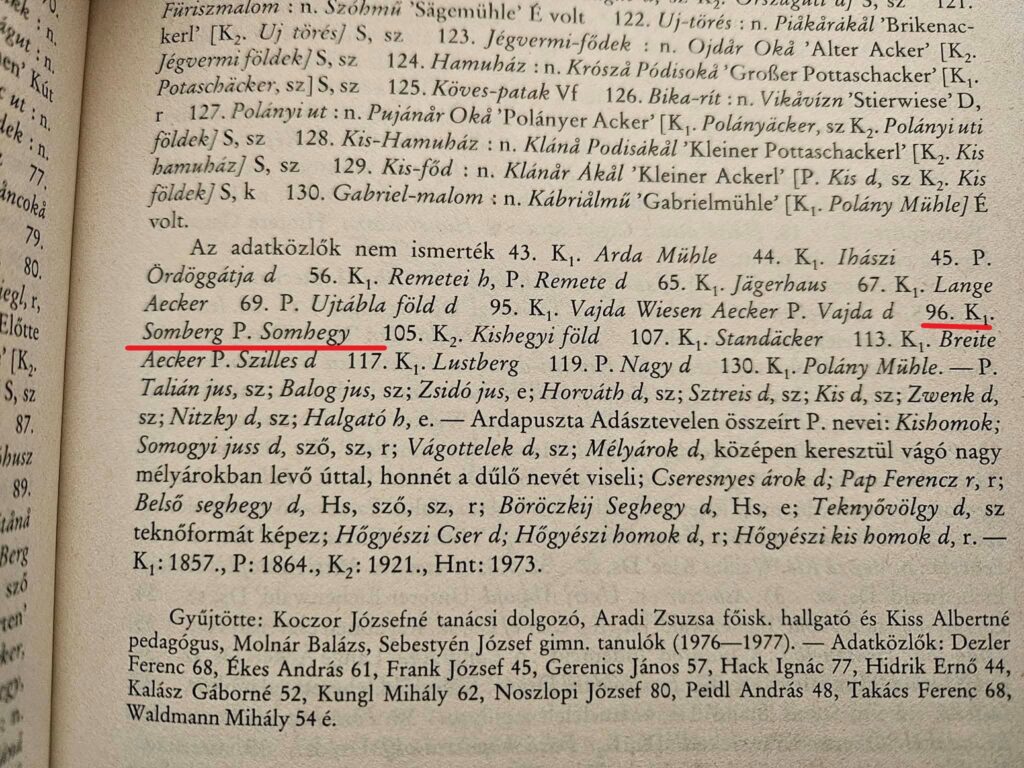 Fűriszmalom : n. Szóhmű 'Sägemühle' É volt 122. Uj-törés : n. Piåkåråkål 'Brikenac-
kerl' [K₂. Uj törés] S, sz 123. Jégvermi-fődek : n. Ojdår Okå 'Alter Acker' [K₂.
Jégvermi földek] S, sz 124. Hamuház : n. Krószå Pódisokå 'Großer Pottaschacker' [K₁.
Potaschäcker, sz] S, sz 125. Köves-patak Vf 126. Bika-rít : n. Vikåvízn 'Stierwiese' D,
r 127. Polányi ut : n. Pujánår Okå 'Polányer Acker' [K₁. Polányäcker, sz K₂. Polányi uti
földek] S, sz 128. Kis-Hamuház : n. Klánå Podisåkål 'Kleiner Pottaschackerl' [K₂. Kis
hamuház] S, sz 129. Kis-főd : n. Klánår Åkål 'Kleiner Ackerl' [P. Kis d, sz K₂. Kis
földek] S, k 130. Gabriel-malom : n. Kábriålmű 'Gabrielmühle' [K₁. Polány Mühle] É
volt.
Az adatközlők nem ismerték 43. K₁. Arda Mühle 44. K₁. Ihászi 45. P.
Ördöggátja d 56. K₁. Remetei h, P. Remete d 65. K₁. Jägerhaus 67. K₁. Lange
Aecker 69. P. Ujtábla föld d 95. K₁. Vajda Wiesen Aecker P. Vajda d 96. K₁.
Somberg P. Somhegy 105. K₂. Kishegyi föld 107. K₁. Standäcker 113. K₁. Breite
Aecker P. Szilles d 117. K₁. Lustberg 119. P. Nagy d 130. K₁. Polány Mühle. — P.
Talián jus, sz; Balog jus, sz; Zsidó jus, e; Horváth d, sz; Sztreis d, sz; Kis d, sz; Zwenk d,
sz; Nitzky d, sz; Halgató h, e. — Ardapuszta Adásztevelen összeírt P. nevei: Kishomok;
Somogyi juss d, sző, sz, r; Vágottelek d, sz; Mélyárok d, középen keresztül vágó nagy
mélyárokban levő úttal, honnét a dűlő nevét viseli; Cseresnyes árok d; Pap Ferencz r, r;
Belső seghegy d, Hs, sző, sz, r; Böröczkij Seghegy d, Hs, e; Teknyővölgy d, sz
teknőformát képez; Hőgyészi Cser d; Hőgyészi homok d, r; Hőgyészi kis homok d, r. —
K₁: 1857., P: 1864., K₂: 1921., Hnt: 1973.
Gyűjtötte: Koczor Józsefné tanácsi dolgozó, Aradi Zsuzsa főisk. hallgató és Kiss Albertné
pedagógus, Molnár Balázs, Sebestyén József gimn. tanulók (1976—1977). — Adatközlők: Dezler
Ferenc 68, Ékes András 61, Frank József 45, Gerenics János 57, Hack Ignác 77, Hidrik Ernő 44,
Kalász Gáborné 52, Kungl Mihály 62, Noszlopi József 80, Peidl András 48, Takács Ferenc 68,
Waldmann Mihály 54 é.